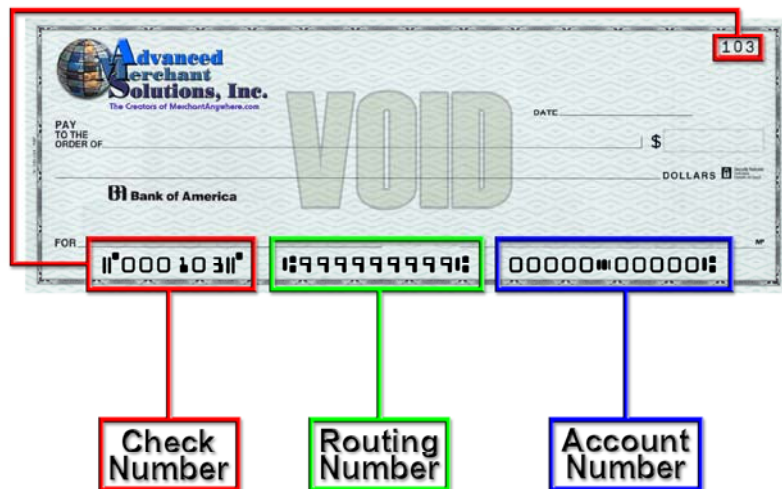 103
Advanced
Merchant
Solutions, Inc.
The Creators of MerchantAnywhere.com
VOID
DATE
PAY
TO THE
ORDER OF
$
DOLLARS
Bank of America
FOR
MP
⑈000103⑈ ⑆999999999⑆ 00000⑉00000⑆
Check
Number
Routing
Number
Account
Number